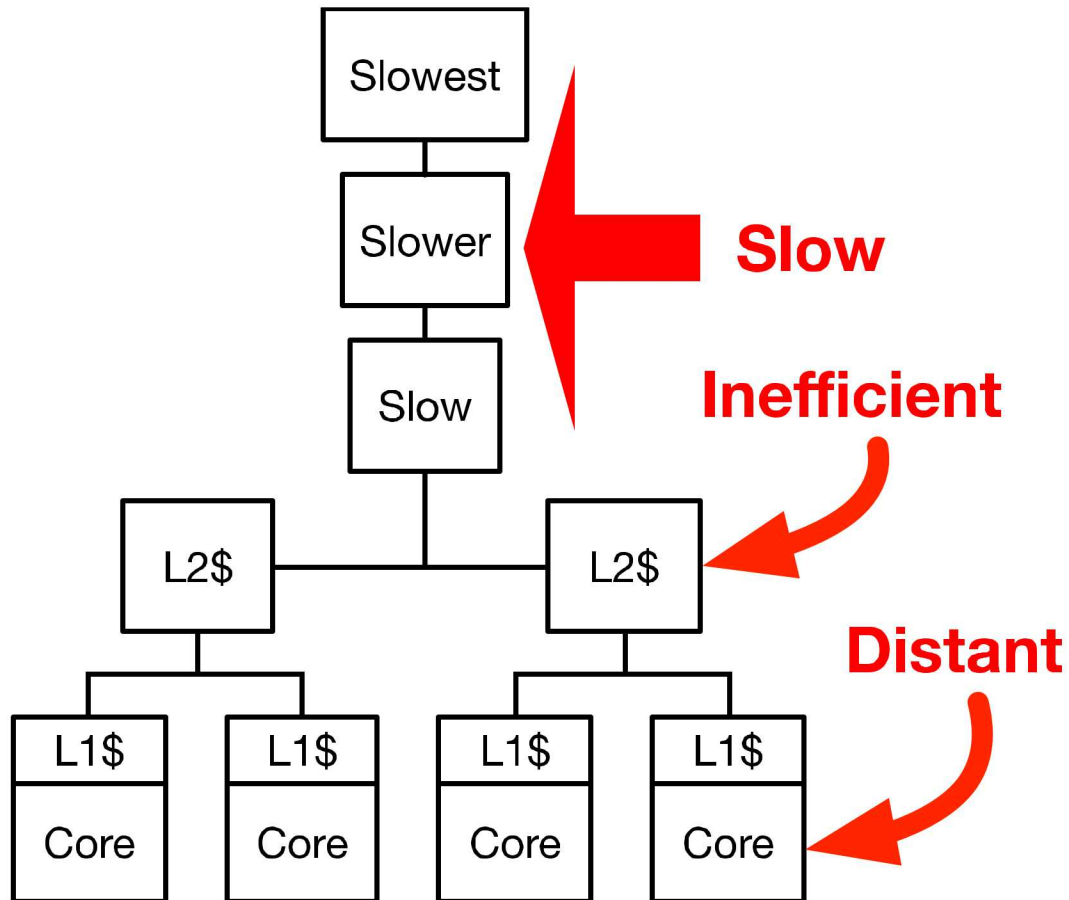 Slowest
Slower
Slow
Slow
Inefficient
L2$
L2$
Distant
L1$
L1$
L1$
L1$
Core
Core
Core
Core